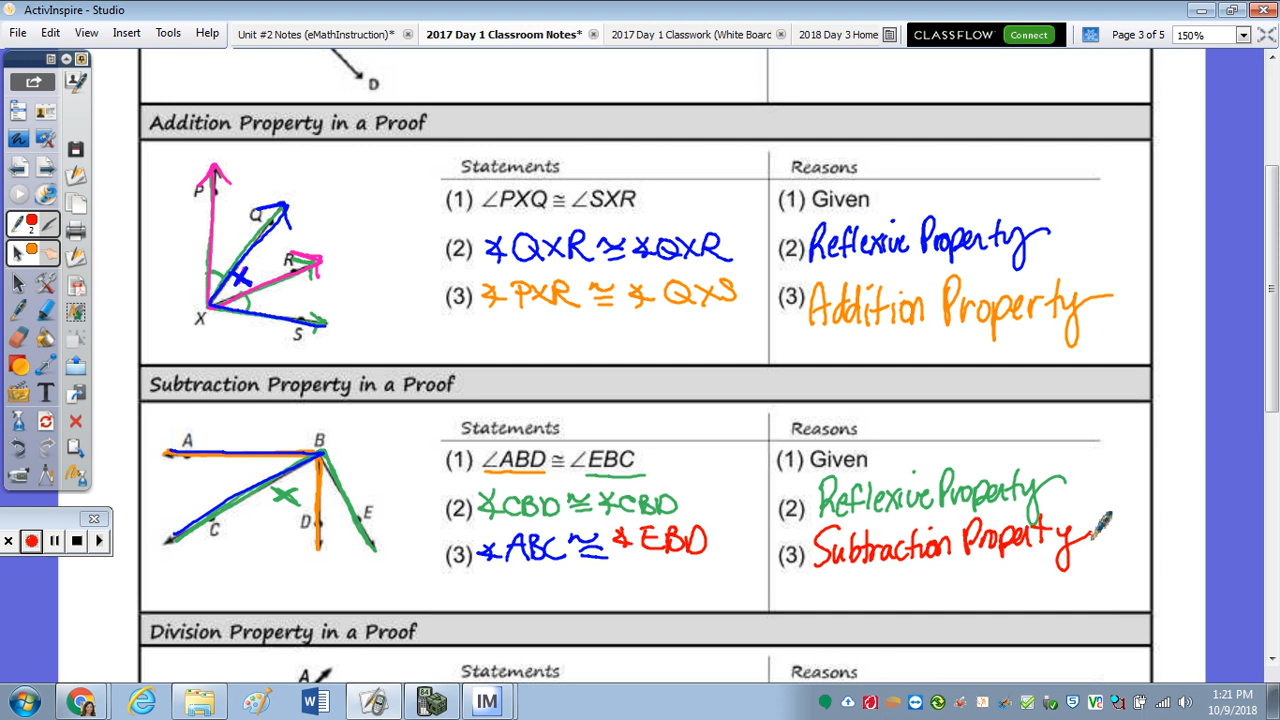 ActivInspire - Studio
File Edit View Insert Tools Help
Unit #2 Notes (eMathInstruction)* 2017 Day 1 Classroom Notes* 2017 Day 1 Classwork (White Board 2018 Day 3 Home
CLASSFLOW Connect
Page 3 of 5 150%
D
Addition Property in a Proof
P Q R X S
x
Statements Reasons
(1) ∠PXQ ≅ ∠SXR (1) Given
(2) ∡QXR ≅ ∡QXR (2) Reflexive Property
(3) ∡PXR ≅ ∡QXS (3) Addition Property
Subtraction Property in a Proof
A B C D E
x
Statements Reasons
(1) ∠ABD ≅ ∠EBC (1) Given
(2) ∡CBD ≅ ∡CBD (2) Reflexive Property
(3) ∡ABC ≅ ∡EBD (3) Subtraction Property
Division Property in a Proof
A
Statements Reasons
2
T
W
IM
1:21 PM
10/9/2018